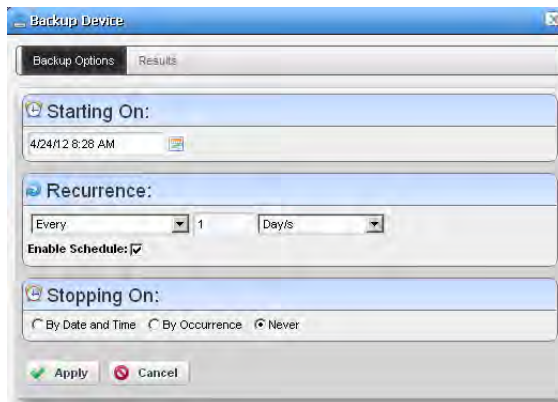 Backup Device
Backup Options Results
Starting On:
4/24/12 8:28 AM
Recurrence:
Every 1 Day/s
Enable Schedule:
Stopping On:
By Date and Time By Occurrence Never
Apply Cancel